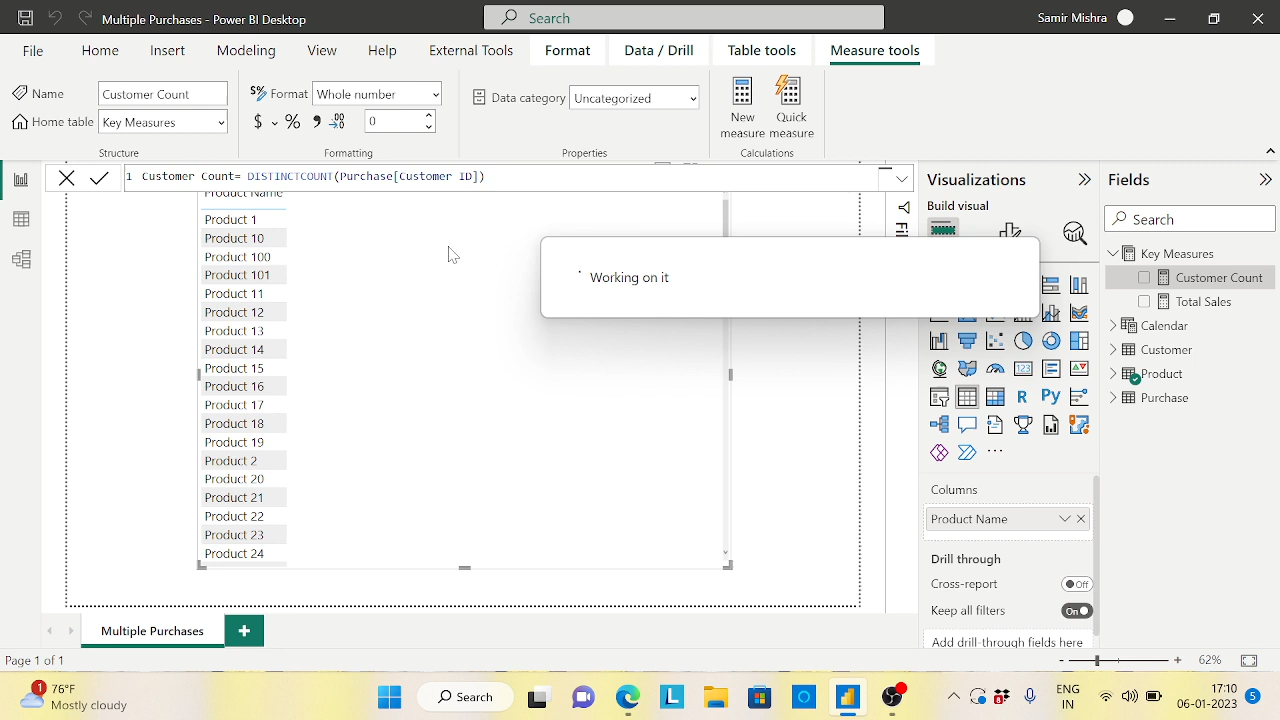 Multiple Purchases - Power BI Desktop
Search
Samir Mishra
File
Home
Insert
Modeling
View
Help
External Tools
Format
Data / Drill
Table tools
Measure tools
Name
Customer Count
Home table
Key Measures
Structure
Format
Whole number
$ % 9 .00
0
Formatting
Data category
Uncategorized
Properties
New measure
Quick measure
Calculations
1 Customer Count= DISTINCTCOUNT(Purchase[Customer ID])
Product Name
Product 1
Product 10
Product 100
Product 101
Product 11
Product 12
Product 13
Product 14
Product 15
Product 16
Product 17
Product 18
Product 19
Product 2
Product 20
Product 21
Product 22
Product 23
Product 24
Working on it
Visualizations
Build visual
R
Py
123
Columns
Product Name
Drill through
Cross-report
Off
Keep all filters
On
Add drill-through fields here
Fields
Search
Key Measures
Customer Count
Total Sales
Calendar
Customer
Product
Purchase
Multiple Purchases
Page 1 of 1
62%
1
76°F
Mostly cloudy
Search
L
ENG
IN
17:10
06-01-2023
5